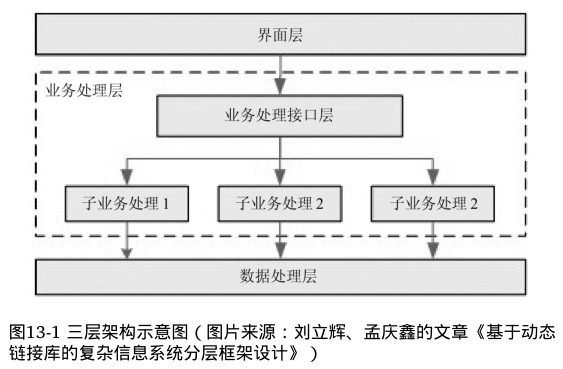 界面层
业务处理层
业务处理接口层
子业务处理1 子业务处理2 子业务处理2
数据处理层
图13-1 三层架构示意图（图片来源：刘立辉、孟庆鑫的文章《基于动态
链接库的复杂信息系统分层框架设计》）